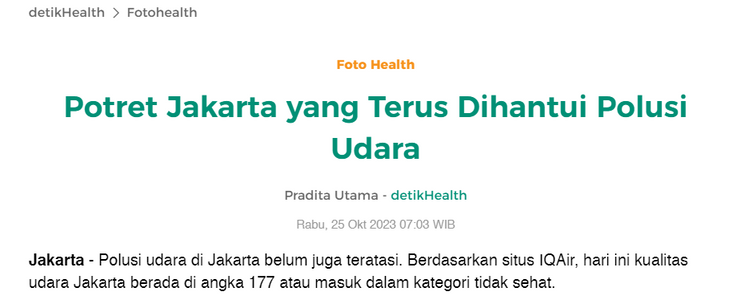 detikHealth > Fotohealth
Foto Health
Potret Jakarta yang Terus Dihantui Polusi
Udara
Pradita Utama - detikHealth
Rabu, 25 Okt 2023 07:03 WIB
Jakarta - Polusi udara di Jakarta belum juga teratasi. Berdasarkan situs IQAir, hari ini kualitas
udara Jakarta berada di angka 177 atau masuk dalam kategori tidak sehat.